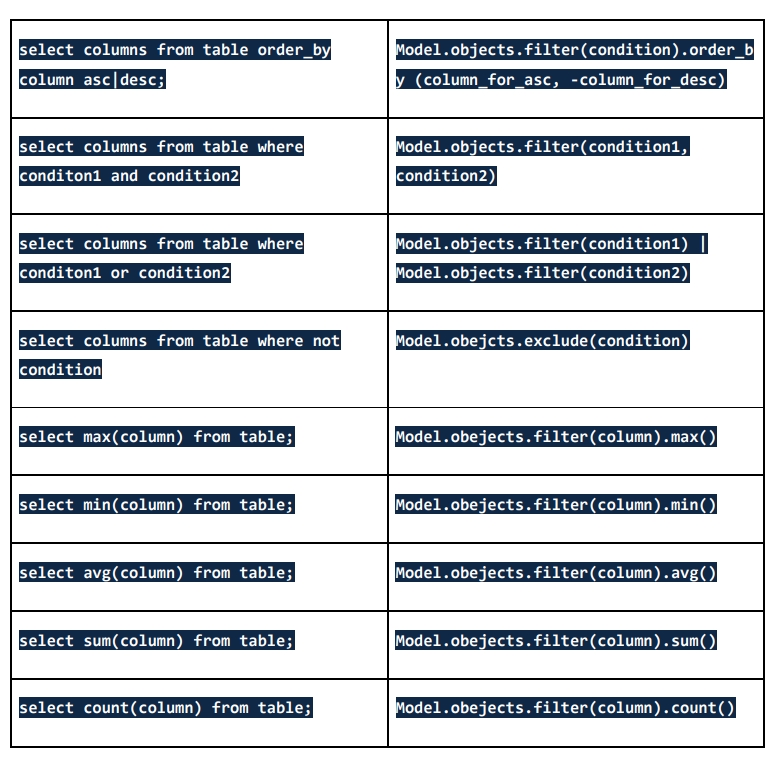 select columns from table order_by
column asc|desc;
Model.objects.filter(condition).order_b
y (column_for_asc, -column_for_desc)
select columns from table where
conditon1 and condition2
Model.objects.filter(condition1,
condition2)
select columns from table where
conditon1 or condition2
Model.objects.filter(condition1) |
Model.objects.filter(condition2)
select columns from table where not
condition
Model.obejcts.exclude(condition)
select max(column) from table;
Model.obejects.filter(column).max()
select min(column) from table;
Model.obejects.filter(column).min()
select avg(column) from table;
Model.obejects.filter(column).avg()
select sum(column) from table;
Model.obejects.filter(column).sum()
select count(column) from table;
Model.obejects.filter(column).count()